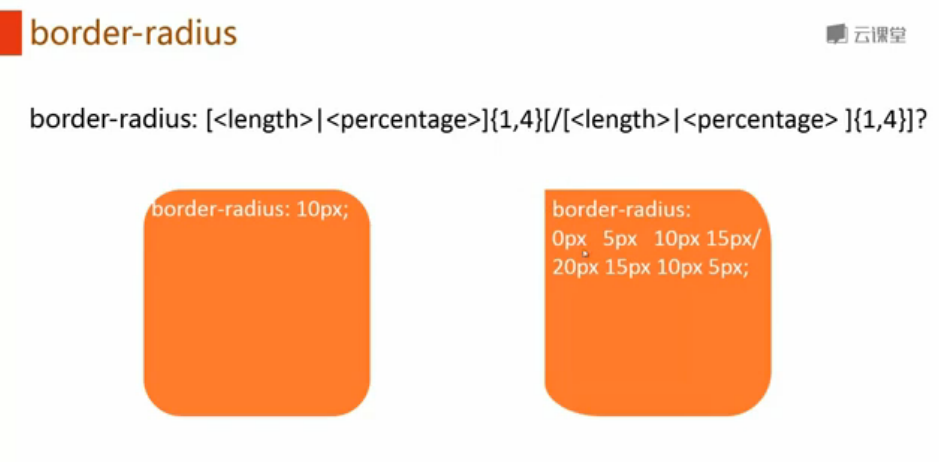 border-radius
云课堂
border-radius: [<length>|<percentage>]{1,4}[/[<length>|<percentage> ]{1,4}]?
border-radius: 10px;
border-radius:
0px 5px 10px 15px/
20px 15px 10px 5px;